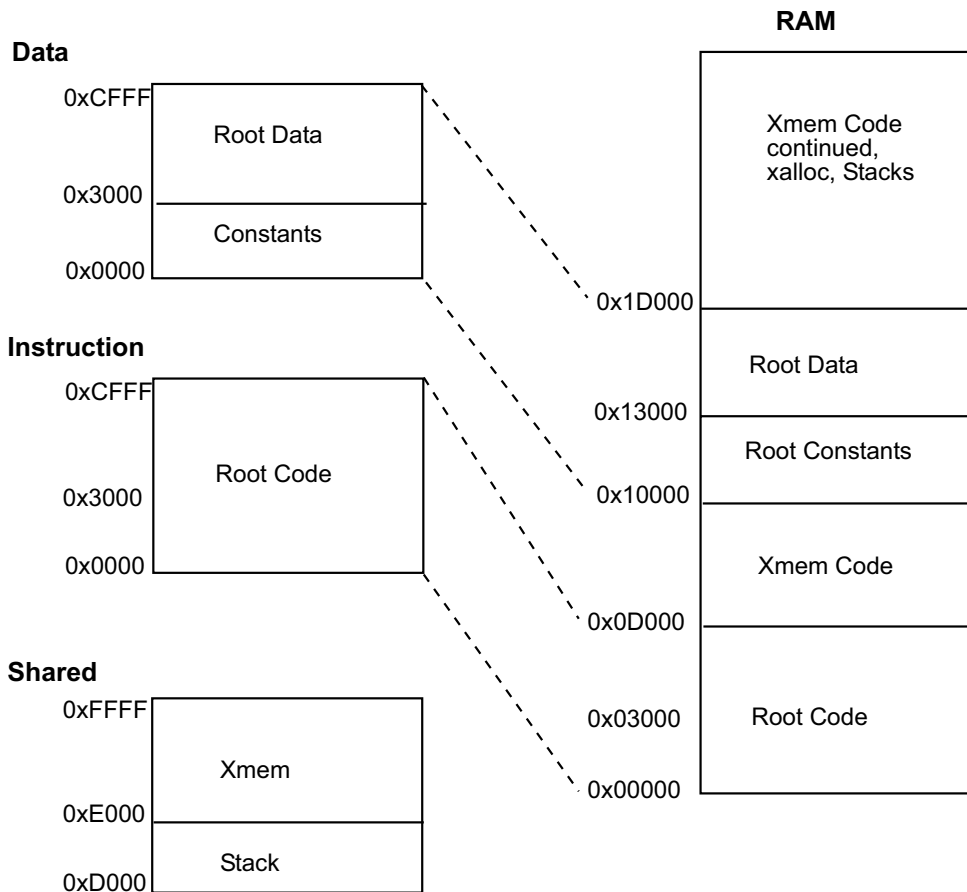 Data
0xCFFF
Root Data
0x3000
Constants
0x0000
Instruction
0xCFFF
Root Code
0x3000
0x0000
Shared
0xFFFF
Xmem
0xE000
Stack
0xD000
RAM
Xmem Code
continued,
xalloc, Stacks
0x1D000
Root Data
0x13000
Root Constants
0x10000
Xmem Code
0x0D000
0x03000
Root Code
0x00000